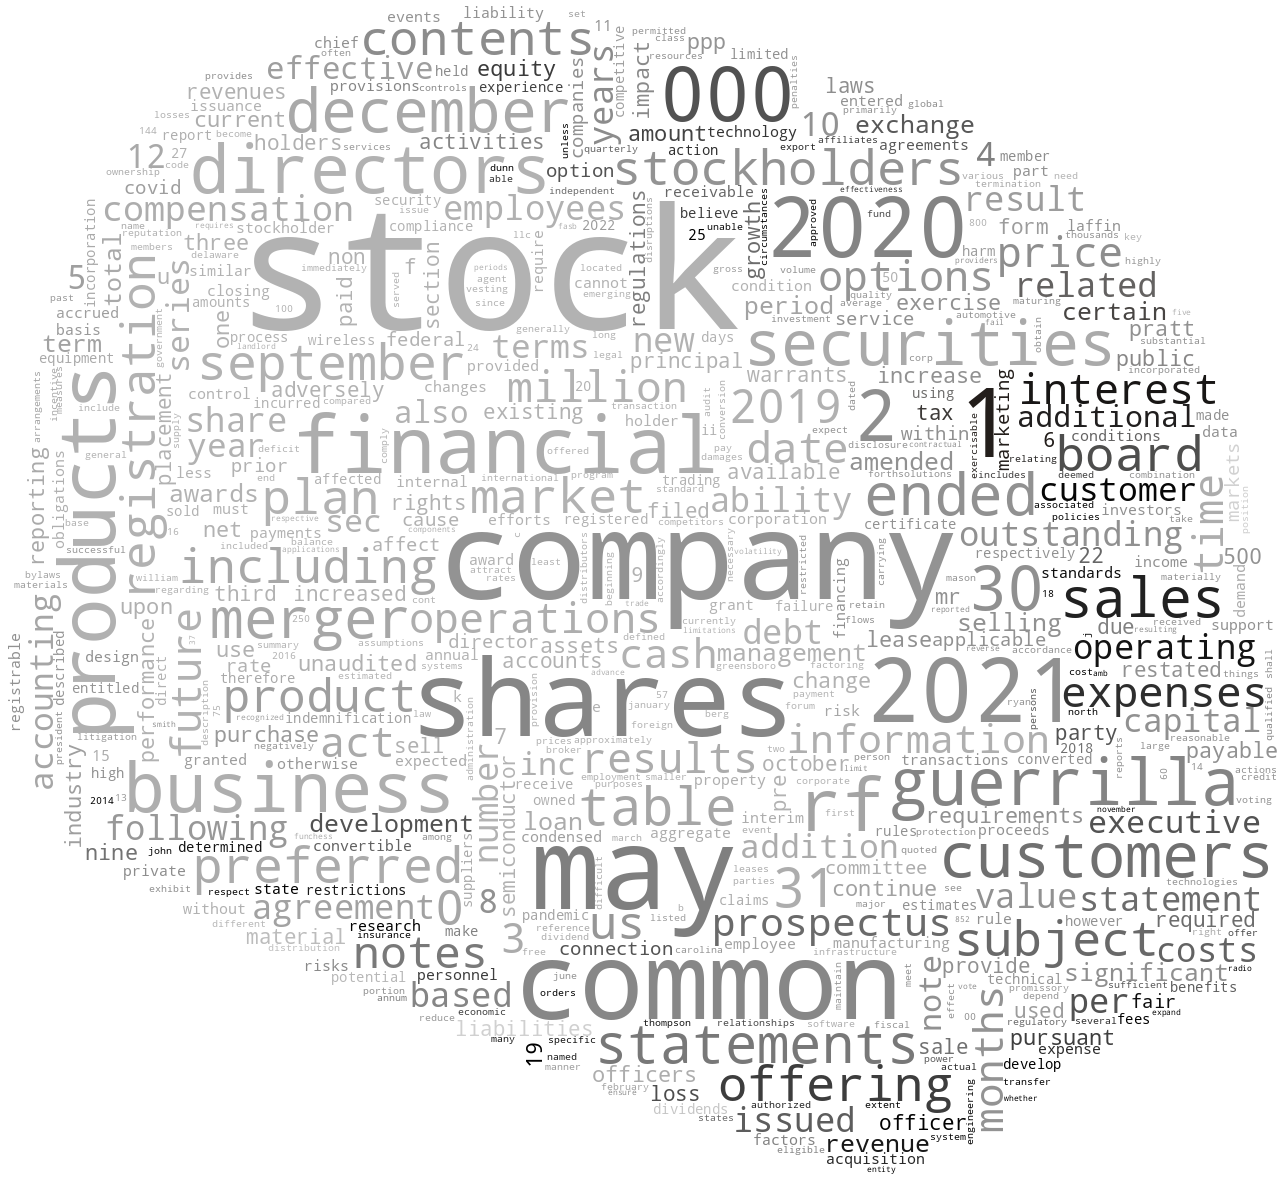 events liability set
chief often contents 11 permitted class ppp
effective held equity years impact resources limited
provides revenues provisions controls experience companies competitive 000 penalties laws
losses issuance december entered primarily global
144 report become current activities unless quarterly amount technology 10 exchange
12 27 holders services action export affiliates agreements
code directors dunn able option stockholders 4 member
ownership covid independent receivable effectiveness various part need termination
compensation security employees regulations believe circumstances 2020 approved fund result
name requires issue llc fasb 2022 disruptions 25 unable 800 form laffin
reputation stockholder compliance growth providers harm thousands key
members three stock gross price highly
incorporation total delaware immediately periods located condition volume options 50 maturing
5 similar non f section require agent cannot quality related
past closing paid served vesting emerging period average exercise certain
accrued amounts one 100 since investment service automotive obtain pratt
basis process wireless federal generally long new days securities fail substantial
term series landlord 24 terms legal principal corp public five
equipment government september provided incorporated
registration incentive measures arrangements control adversely changes million 20 warrants increase interest
include incurred compared also existing transaction holder audit conversion 2019 dated 2 using tax 1 marketing additional made
products supply placement share deficit offered ii expect disclosure contractual within 6 conditions data
general less year prior financial pay damages date amended exercisable relating board markets
reporting obligations must end affected internal international program trading available includes deemed combination
sold awards plan comply rights market standard filed ability forthsolutions ended customer position
base 16 net respective sec cause efforts registered competitors corporation certificate associated policies investors time
successful payments components company outstanding take
included balance applications affect award attract rates least c distributors beginning accordingly necessary volatility restricted carrying respectively 22 income 500
bylaws materials william including 9 30 standards materially demand
regarding third increased cont trade grant mason 18 sales
upon 250 merger operations currently limitations failure financing retain mr reported selling received support
37 assumptions director defined debt flows leaseapplicable due resulting
registrable accounting described design performance future use summary 2016 unaudited annual assets cash management reverse accordance j operating
entitled rate therefore estimated systems accounts greensboro factoring restated things shall
president direct description 75 product k shares provision advance 57 change payment 2021 ryan cost amb expenses qualified
litigation smith recognized indemnification law e january berg forum risk persons north capital
15 purchase act sell administration foreign party reasonable
industry high negatively expected 7 prices approximately two information 2018 reports payable
granted otherwise inc broker results october person transactions converted large 14 actions
2014 13 business number receive employment smaller property corporate limit guerrilla 60 credit voting
owned purposes table interim pre rf november
following funchess development among semiconductor loan first requirements executive
nine john determined convertible condensed march aggregate event rules protection proceeds
private suppliers addition quoted customers
exhibit preferred may leases committee technologies
respect state restrictions difficult parties 31 continue see
without agreement 0 8 claims major estimates value statement
different pandemic b listed 852 rule right offer
material research make 3 reference us prospectus however required
distribution insurance notes dividend connection carolina employee manufacturing subject costs
risks free infrastructure provide radio
potential personnel common meet note technical significant
portion based june maintain promissory sufficient benefits
annum orders effect vote depend per fair
reduce economic liabilities thompson relationships software fiscal 00 used regulatory several fees expand
many 19 specific statements sale months pursuant
named power expense
manner officers actual develop
february ensure loss offering transfer
dividends authorized extent engineering whether
states issued officer
factors revenue system
eligible acquisition
entity